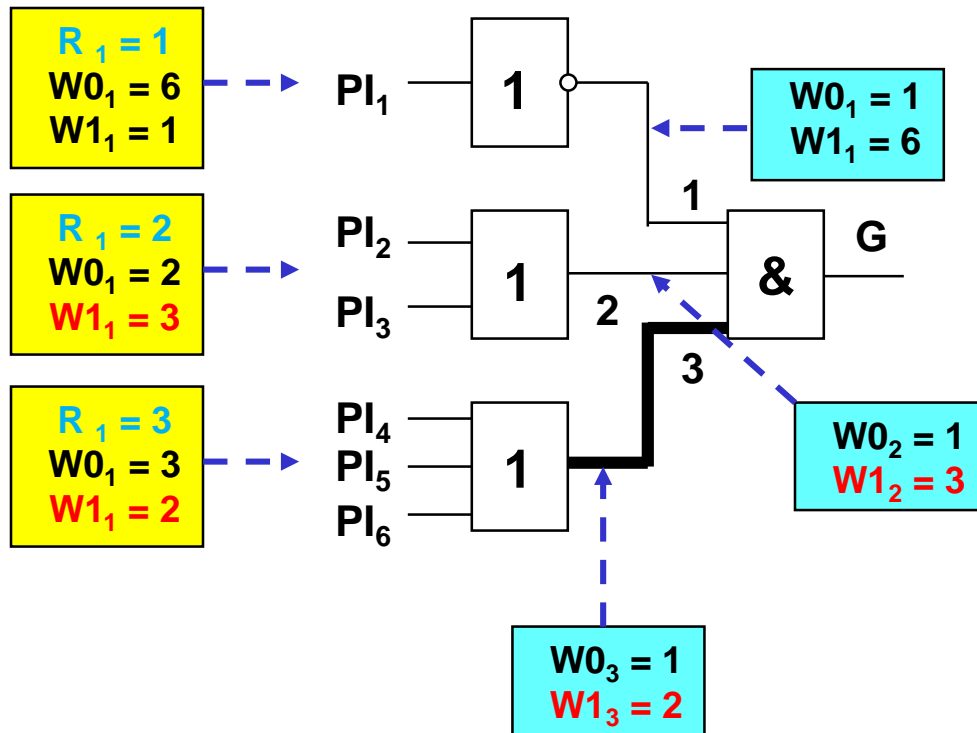 R ₁ = 1
W0₁ = 6
W1₁ = 1
PI₁
1
W0₁ = 1
W1₁ = 6
1
R ₁ = 2
W0₁ = 2
W1₁ = 3
PI₂
PI₃
1
2
&
G
3
R ₁ = 3
W0₁ = 3
W1₁ = 2
PI₄
PI₅
PI₆
1
W0₂ = 1
W1₂ = 3
W0₃ = 1
W1₃ = 2